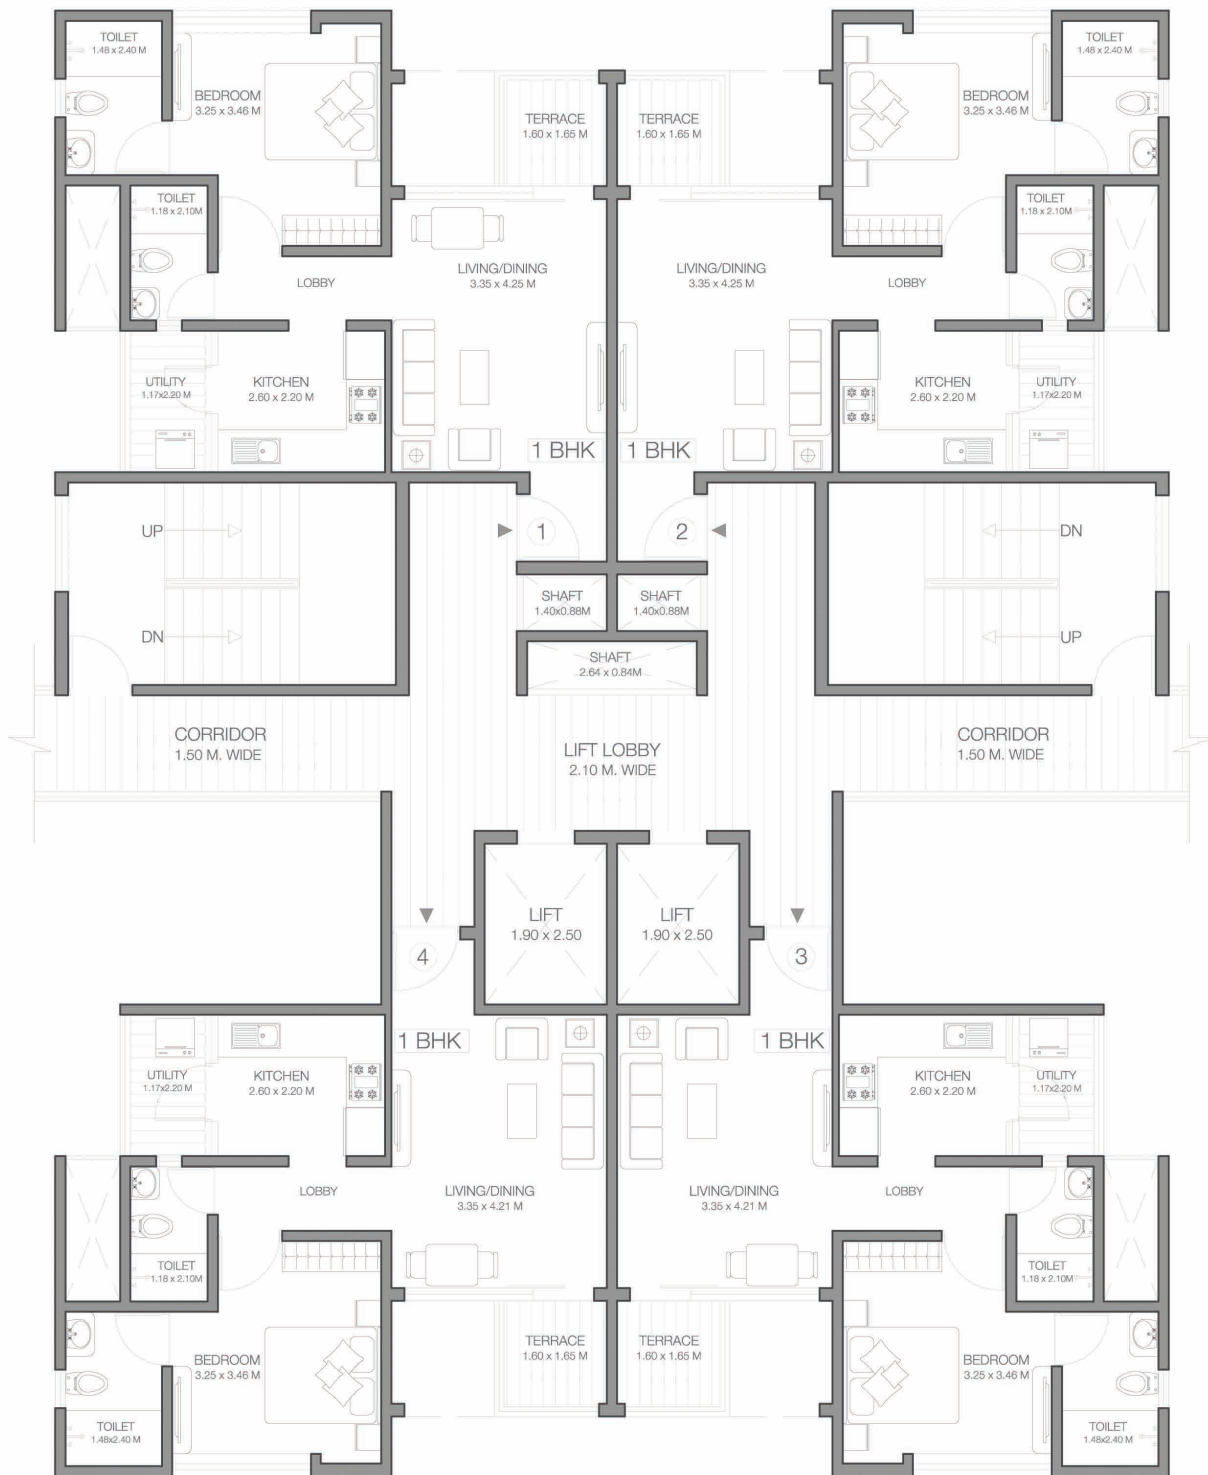 TOILET
1.48 x 2.40 M
BEDROOM
3.25 x 3.46 M
TERRACE
1.60 x 1.65 M
TERRACE
1.60 x 1.65 M
BEDROOM
3.25 x 3.46 M
TOILET
1.48 x 2.40 M
TOILET
1.18 x 2.10M
LOBBY
LIVING/DINING
3.35 x 4.25 M
LIVING/DINING
3.35 x 4.25 M
LOBBY
TOILET
1.18 x 2.10M
UTILITY
1.17x2.20 M
KITCHEN
2.60 x 2.20 M
1 BHK
1 BHK
KITCHEN
2.60 x 2.20 M
UTILITY
1.17x2.20 M
UP
1
2
DN
DN
SHAFT
1.40x0.88M
SHAFT
1.40x0.88M
UP
SHAFT
2.64 x 0.84M
CORRIDOR
1.50 M. WIDE
LIFT LOBBY
2.10 M. WIDE
CORRIDOR
1.50 M. WIDE
4
LIFT
1.90 x 2.50
LIFT
1.90 x 2.50
3
1 BHK
1 BHK
UTILITY
1.17x2.20 M
KITCHEN
2.60 x 2.20 M
KITCHEN
2.60 x 2.20 M
UTILITY
1.17x2.20 M
LOBBY
LIVING/DINING
3.35 x 4.21 M
LIVING/DINING
3.35 x 4.21 M
LOBBY
TOILET
1.18 x 2.10M
TOILET
1.18 x 2.10M
BEDROOM
3.25 x 3.46 M
TERRACE
1.60 x 1.65 M
TERRACE
1.60 x 1.65 M
BEDROOM
3.25 x 3.46 M
TOILET
1.48x2.40 M
TOILET
1.48x2.40 M